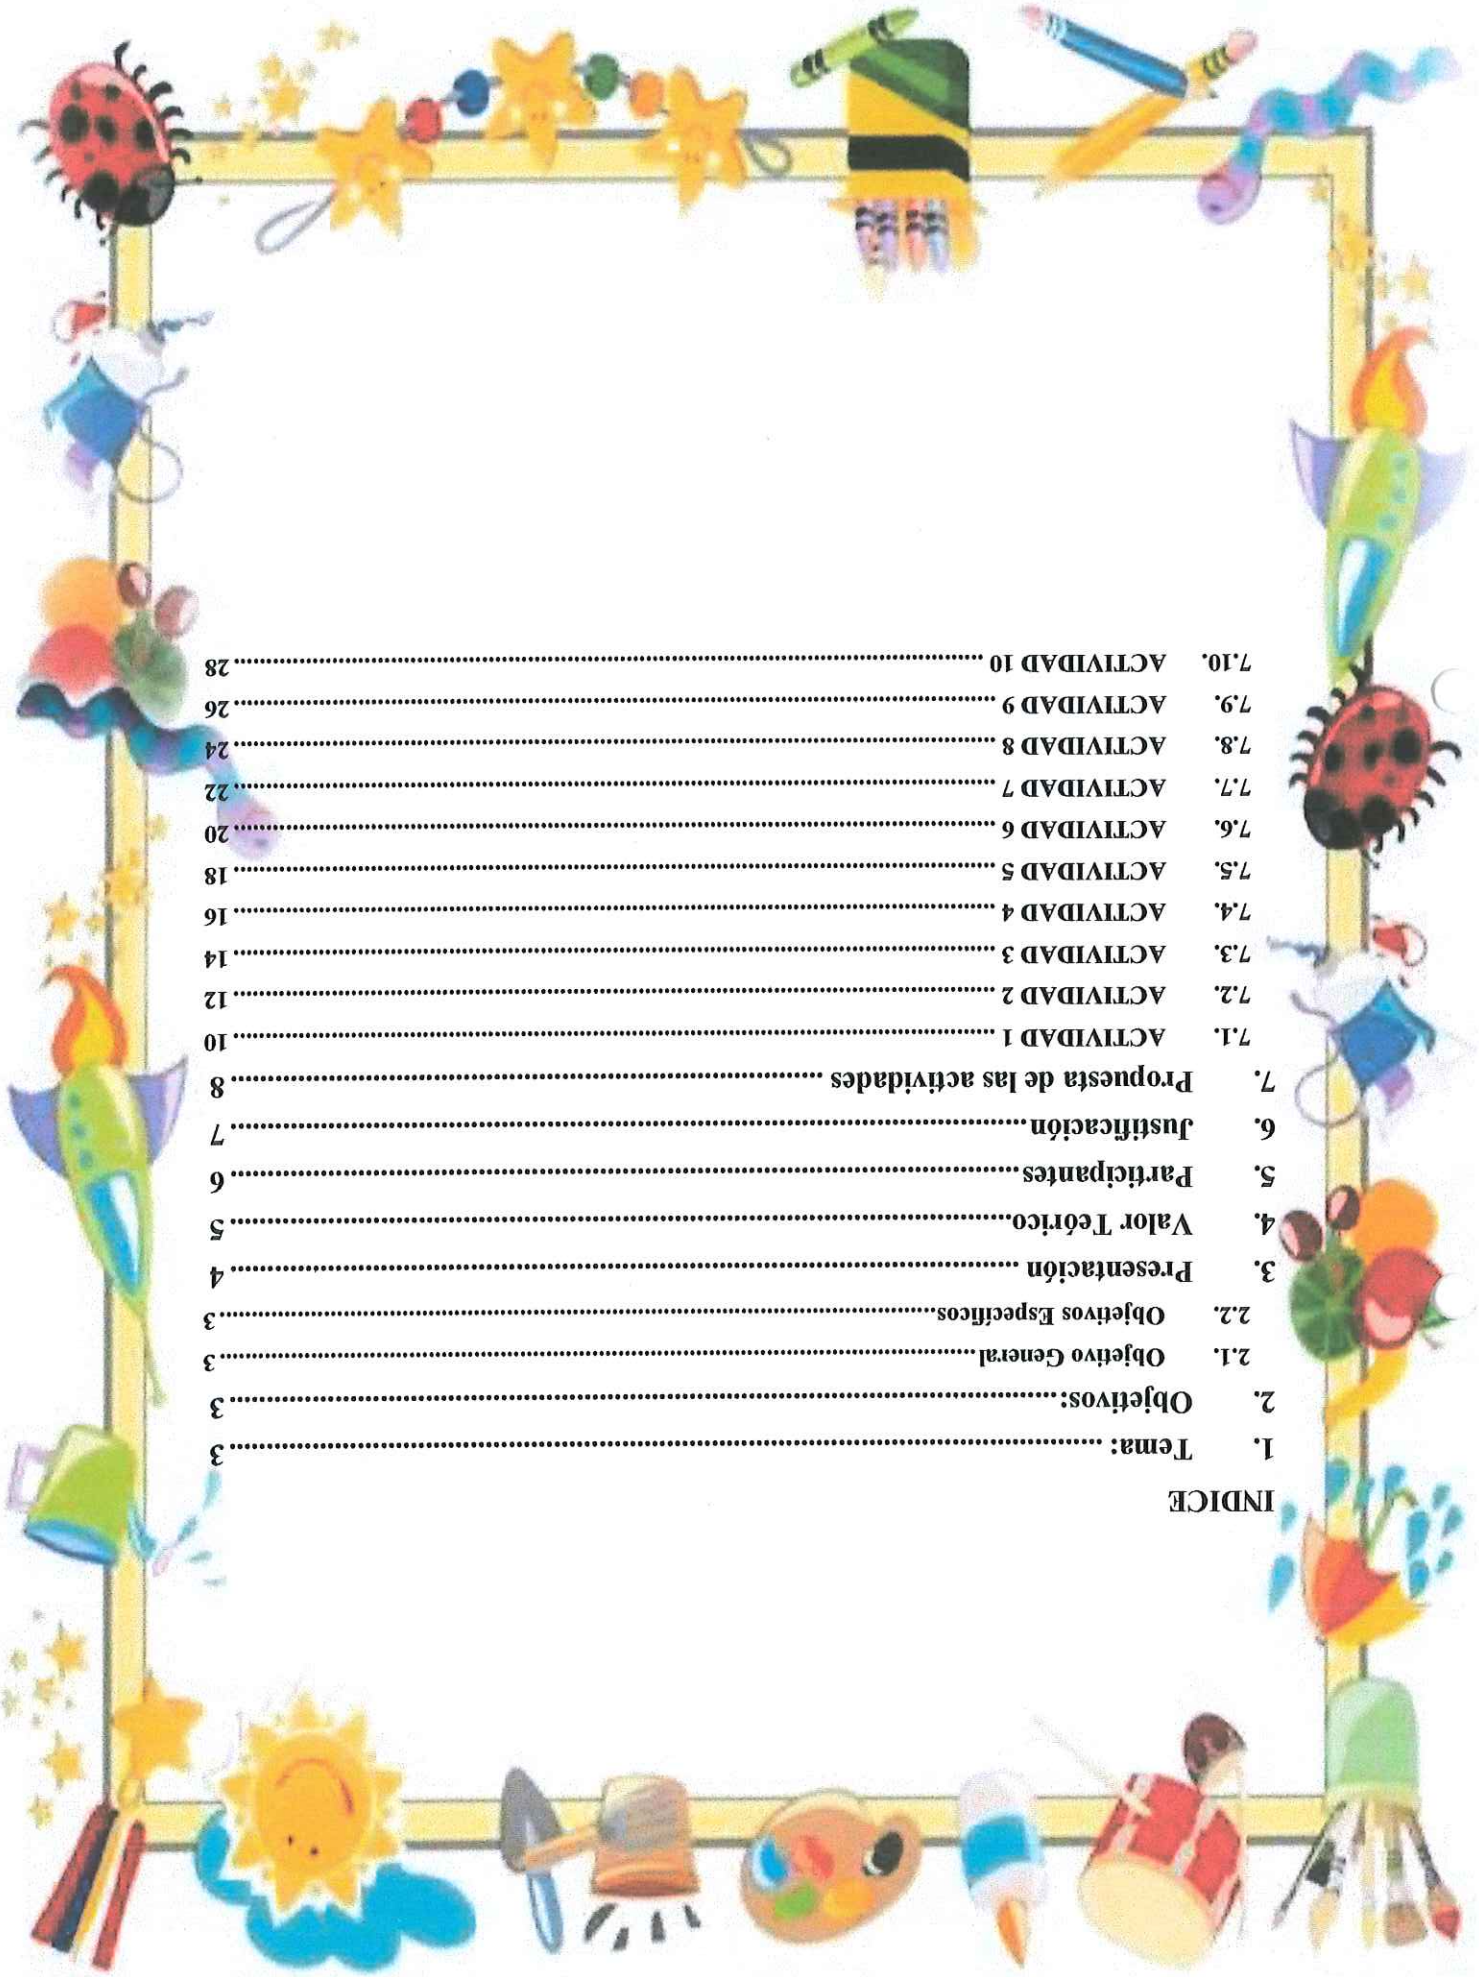 INDICE
1. Tema: 3
2. Objetivos: 3
2.1. Objetivo General 3
2.2. Objetivos Específicos 3
3. Presentación 4
4. Valor Teórico 5
5. Participantes 6
6. Justificación 7
7. Propuesta de las actividades 8
7.1. ACTIVIDAD 1 10
7.2. ACTIVIDAD 2 12
7.3. ACTIVIDAD 3 14
7.4. ACTIVIDAD 4 16
7.5. ACTIVIDAD 5 18
7.6. ACTIVIDAD 6 20
7.7. ACTIVIDAD 7 22
7.8. ACTIVIDAD 8 24
7.9. ACTIVIDAD 9 26
7.10. ACTIVIDAD 10 28